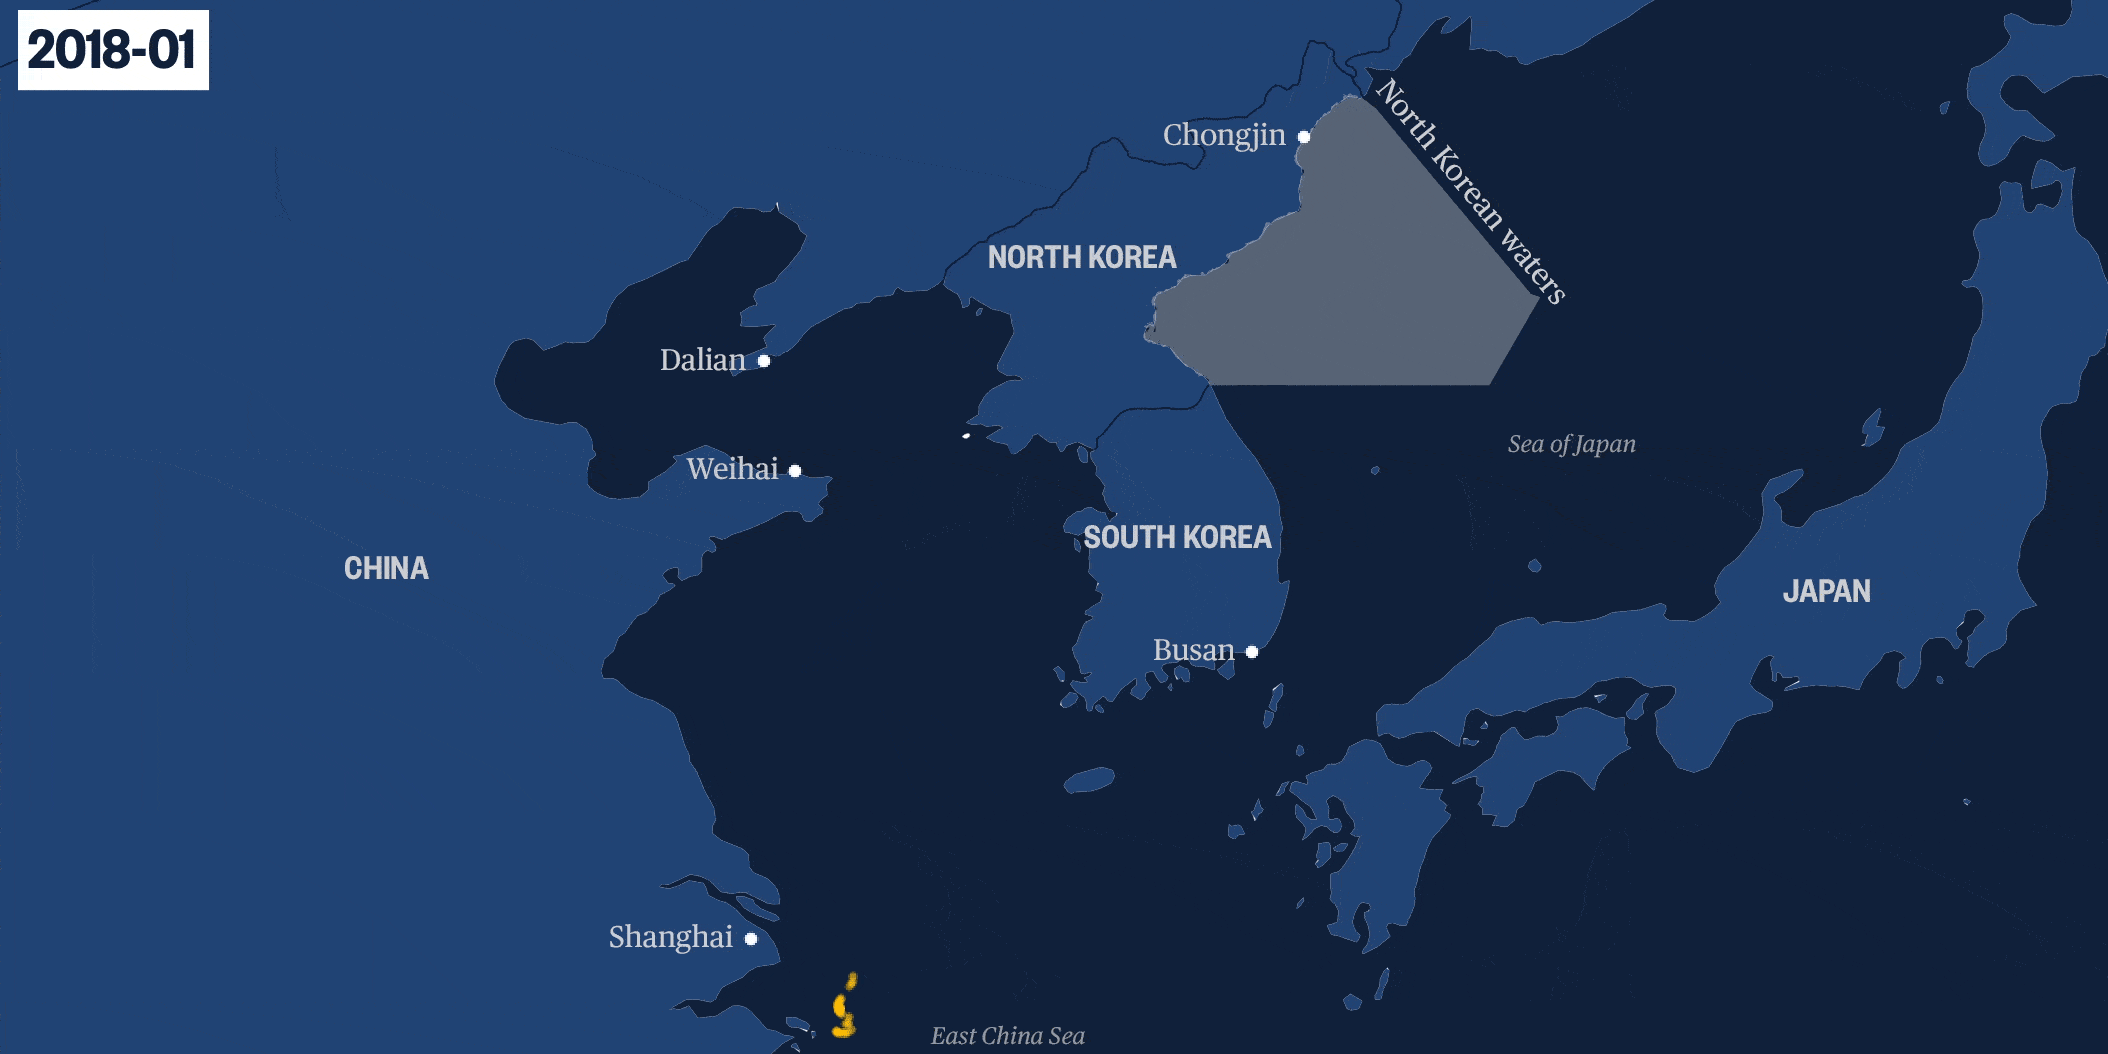 2018-01
Chongjin
North Korean waters
NORTH KOREA
Dalian
Sea of Japan
Weihai
SOUTH KOREA
CHINA
JAPAN
Busan
Shanghai
East China Sea